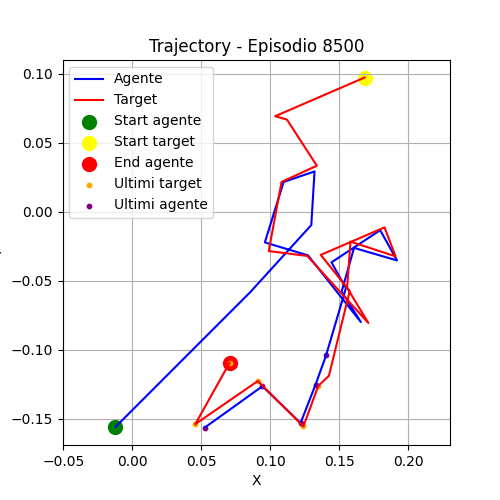 Trajectory - Episodio 8500
Agente
Target
Start agente
Start target
End agente
Ultimi target
Ultimi agente
0.10
0.05
0.00
−0.05
−0.10
−0.15
−0.05
0.00
0.05
0.10
0.15
0.20
X